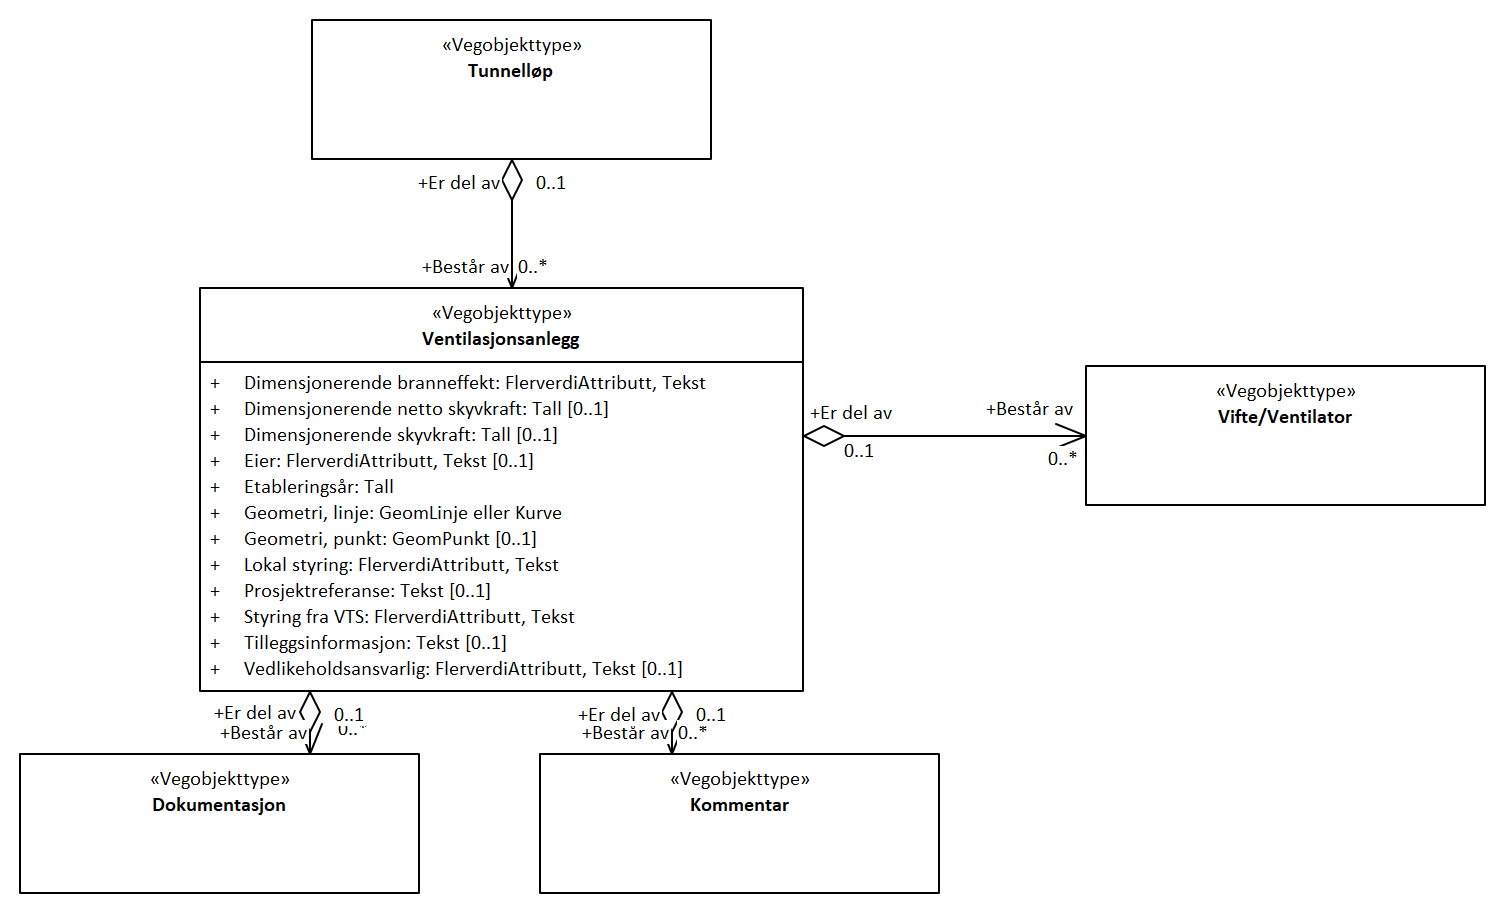 «Vegobjekttype»
Tunnelløp
+Er del av 0..1
+Består av 0..*
«Vegobjekttype»
Ventilasjonsanlegg
+ Dimensjonerende branneffekt: FlerverdiAttributt, Tekst
+ Dimensjonerende netto skyvkraft: Tall [0..1]
+ Dimensjonerende skyvkraft: Tall [0..1]
+ Eier: FlerverdiAttributt, Tekst [0..1]
+ Etableringsår: Tall
+ Geometri, linje: GeomLinje eller Kurve
+ Geometri, punkt: GeomPunkt [0..1]
+ Lokal styring: FlerverdiAttributt, Tekst
+ Prosjektreferanse: Tekst [0..1]
+ Styring fra VTS: FlerverdiAttributt, Tekst
+ Tilleggsinformasjon: Tekst [0..1]
+ Vedlikeholdsansvarlig: FlerverdiAttributt, Tekst [0..1]
+Er del av
0..1
+Består av
0..*
«Vegobjekttype»
Vifte/Ventilator
+Er del av 0..1
+Består av 0..*
«Vegobjekttype»
Dokumentasjon
+Er del av 0..1
+Består av 0..*
«Vegobjekttype»
Kommentar